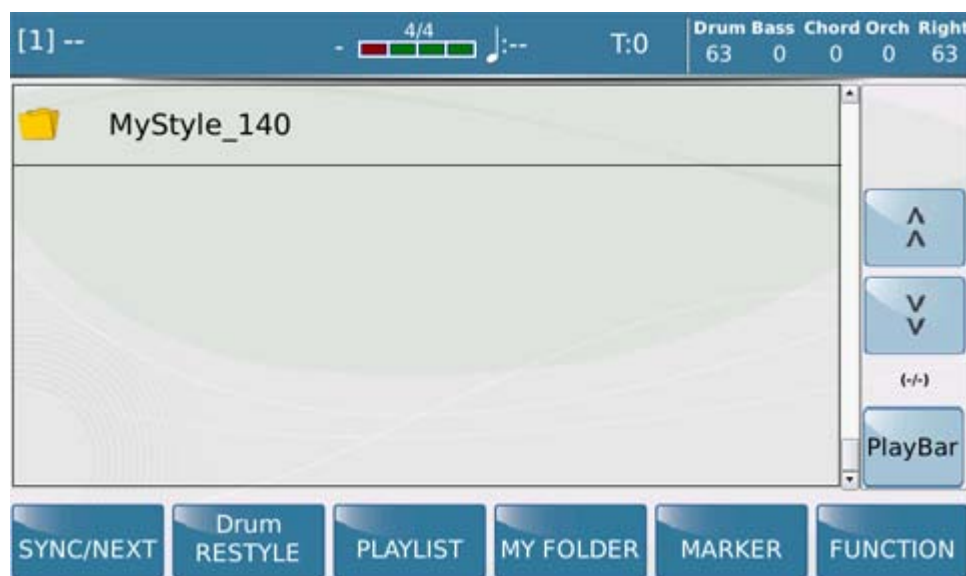 [1] -- - 4/4 :-- T:0 Drum Bass Chord Orch Right
63 0 0 0 63
MyStyle_140
^
^
v
v
(-/-)
PlayBar
SYNC/NEXT Drum RESTYLE PLAYLIST MY FOLDER MARKER FUNCTION